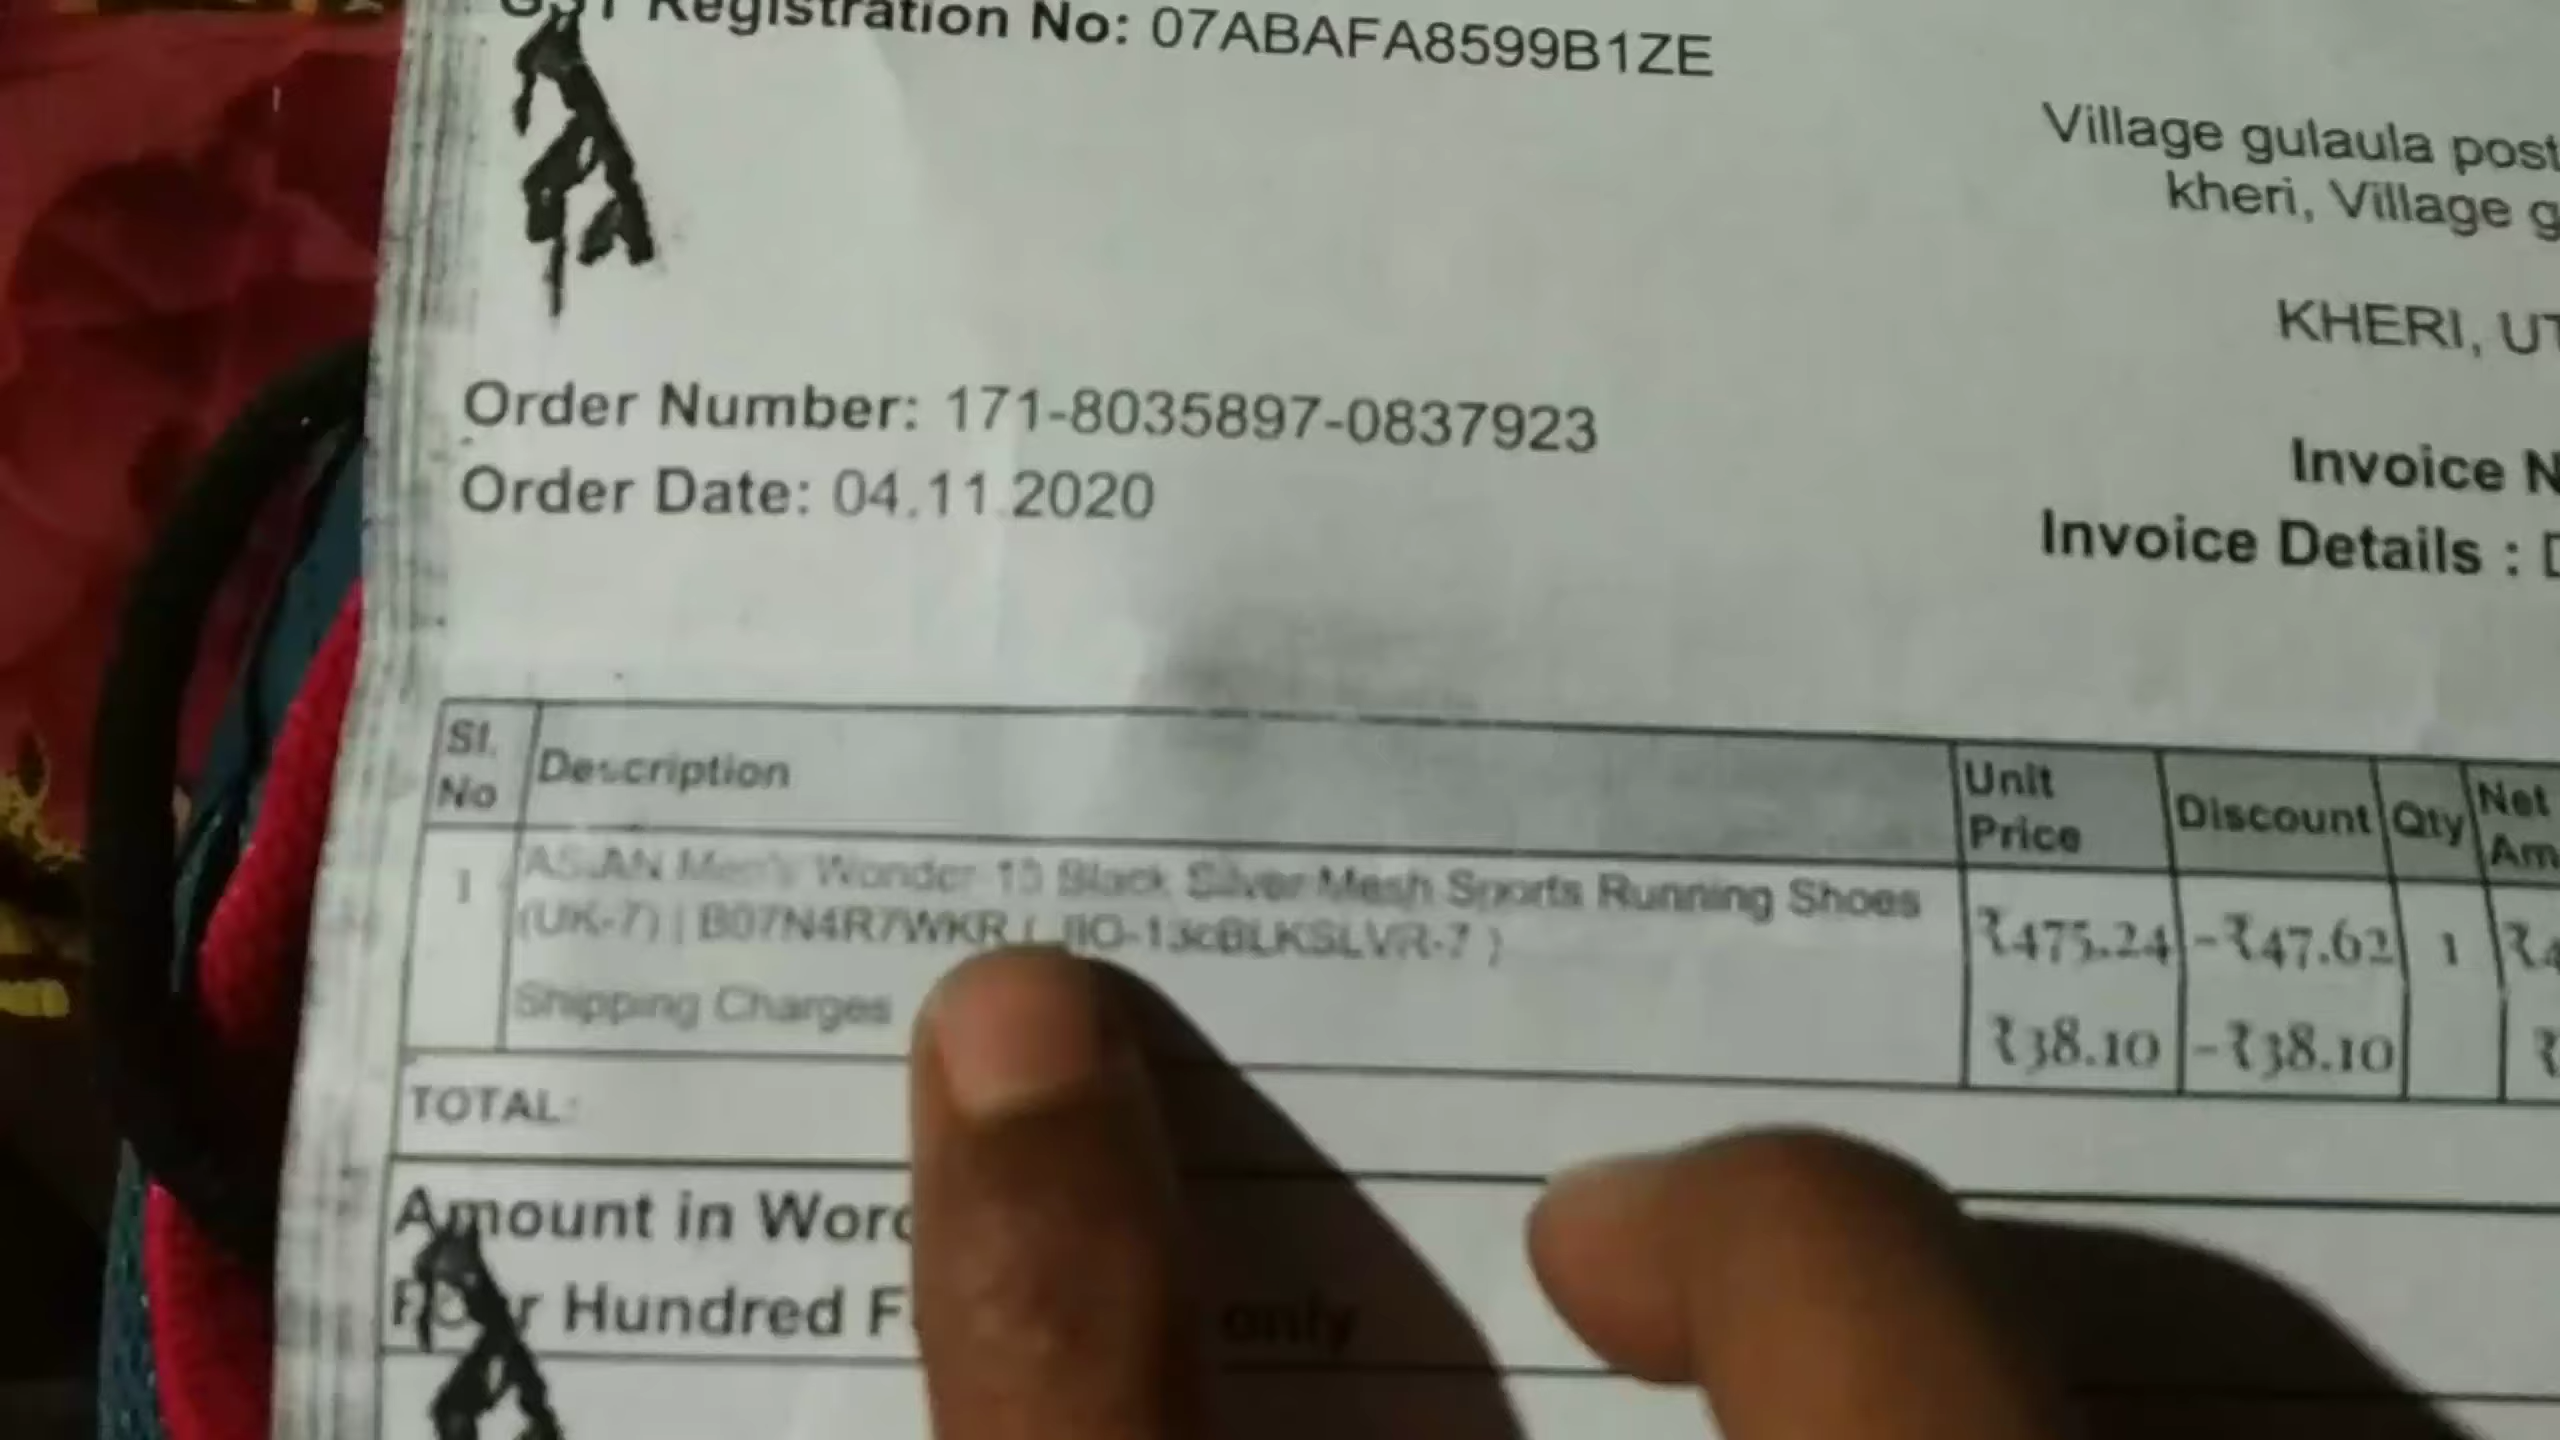 GST Registration No: 07ABAFA8599B1ZE
Village gulaula post
kheri, Village g
KHERI, UT
Order Number: 171-8035897-0837923
Order Date: 04.11.2020
Invoice N
Invoice Details : D
Sl. No Description Unit Price Discount Qty Net Am
1 ASIAN Men's Wonder 13 Black Silver Mesh Sports Running Shoes
(UK-7) | B07N4R7WKR ( ₹475.24 -₹47.62 1 ₹4
Shipping Charges ₹38.10 -₹38.10 ₹
TOTAL:
Amount in Word
Four Hundred F only